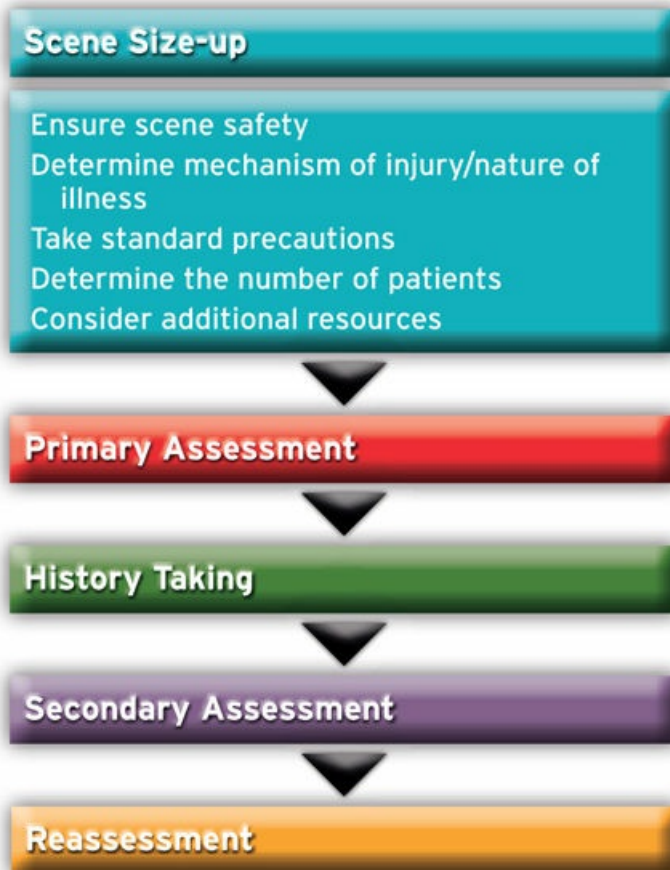 Scene Size-up
Ensure scene safety
Determine mechanism of injury/nature of
illness
Take standard precautions
Determine the number of patients
Consider additional resources
Primary Assessment
History Taking
Secondary Assessment
Reassessment